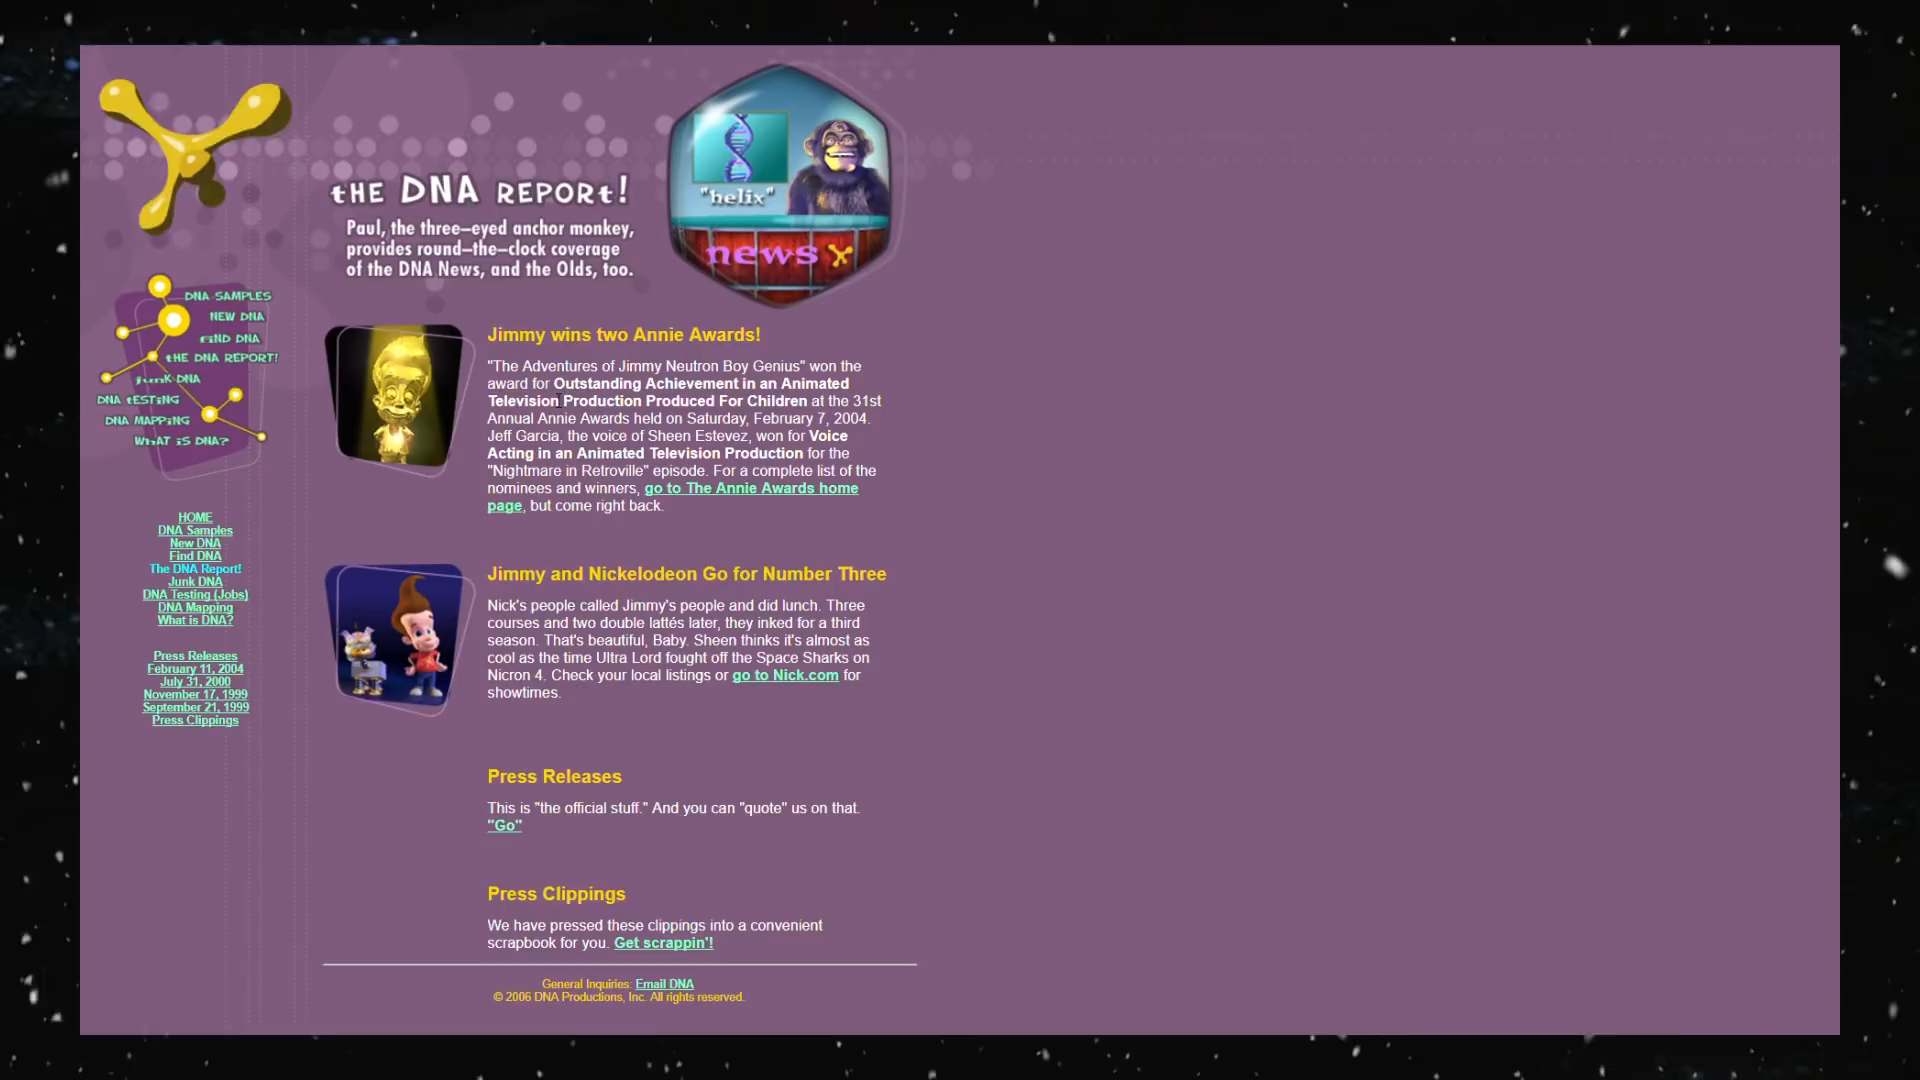 tHE DNA REPORt!
Paul, the three-eyed anchor monkey,
provides round-the-clock coverage
of the DNA News, and the Olds, too.
"helix"
news
DNA SAMPLES
NEW DNA
FiND DNA
tHE DNA REPORt!
JunK DNA
DNA tEStiNG
DNA MAPPiNG
WhAt iS DNA?
HOME
DNA Samples
New DNA
Find DNA
The DNA Report!
Junk DNA
DNA Testing (Jobs)
DNA Mapping
What is DNA?
Press Releases
February 11, 2004
July 31, 2000
November 17, 1999
September 21, 1999
Press Clippings
Jimmy wins two Annie Awards!
"The Adventures of Jimmy Neutron Boy Genius" won the
award for Outstanding Achievement in an Animated
Television Production Produced For Children at the 31st
Annual Annie Awards held on Saturday, February 7, 2004.
Jeff Garcia, the voice of Sheen Estevez, won for Voice
Acting in an Animated Television Production for the
"Nightmare in Retroville" episode. For a complete list of the
nominees and winners, go to The Annie Awards home
page, but come right back.
Jimmy and Nickelodeon Go for Number Three
Nick's people called Jimmy's people and did lunch. Three
courses and two double lattés later, they inked for a third
season. That's beautiful, Baby. Sheen thinks it's almost as
cool as the time Ultra Lord fought off the Space Sharks on
Nicron 4. Check your local listings or go to Nick.com for
showtimes.
Press Releases
This is "the official stuff." And you can "quote" us on that.
"Go"
Press Clippings
We have pressed these clippings into a convenient
scrapbook for you. Get scrappin'!
General Inquiries: Email DNA
© 2006 DNA Productions, Inc. All rights reserved.